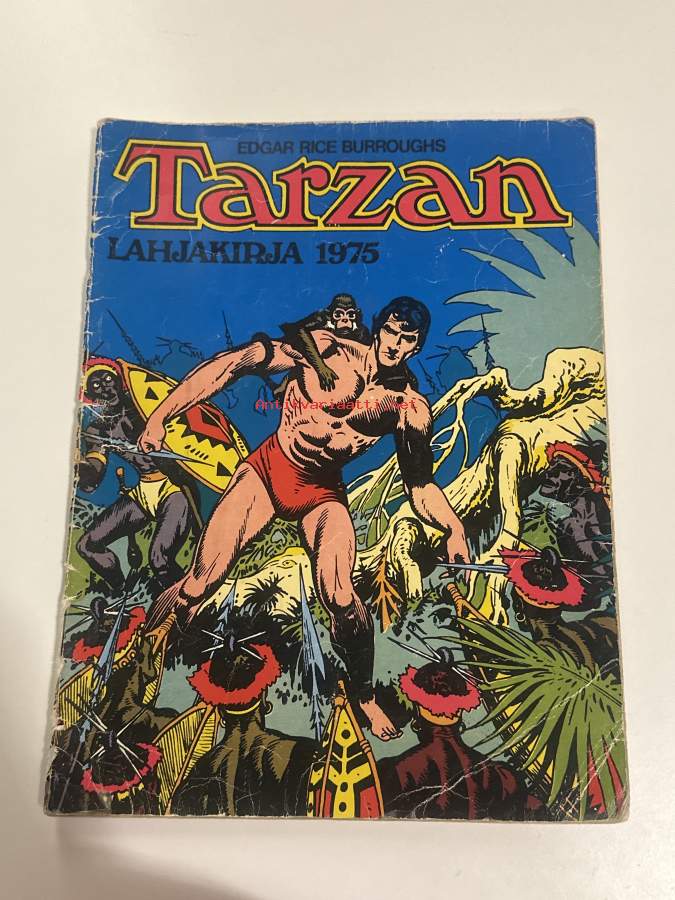 EDGAR RICE BURROUGHS
Tarzan
LAHJAKIRJA 1975
Antikvariaatti.net